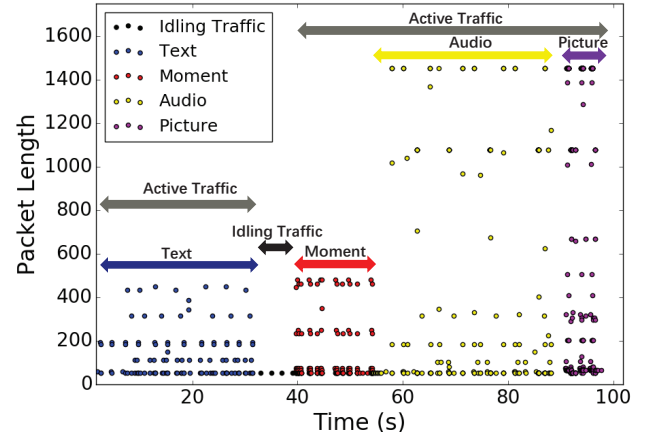 Active Traffic
1600
Idling Traffic
Text
Moment
Audio
Picture
Audio
Picture
1400
1200
1000
Packet Length
800
Active Traffic
Idling Traffic
600
Text
Moment
400
200
0
20
40
60
80
100
Time (s)